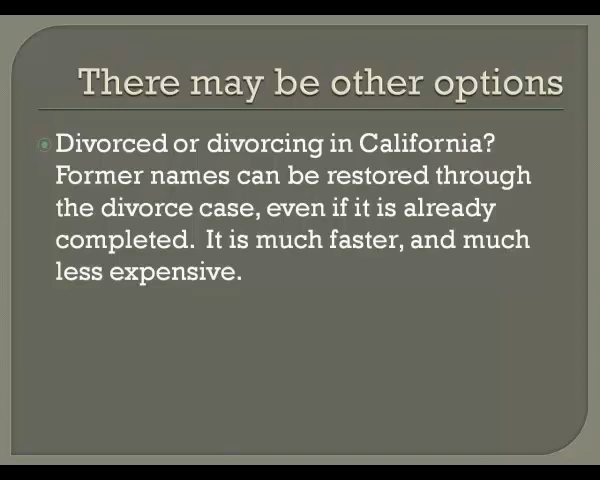 There may be other options
Divorced or divorcing in California?
Former names can be restored through
the divorce case, even if it is already
completed.  It is much faster, and much
less expensive.